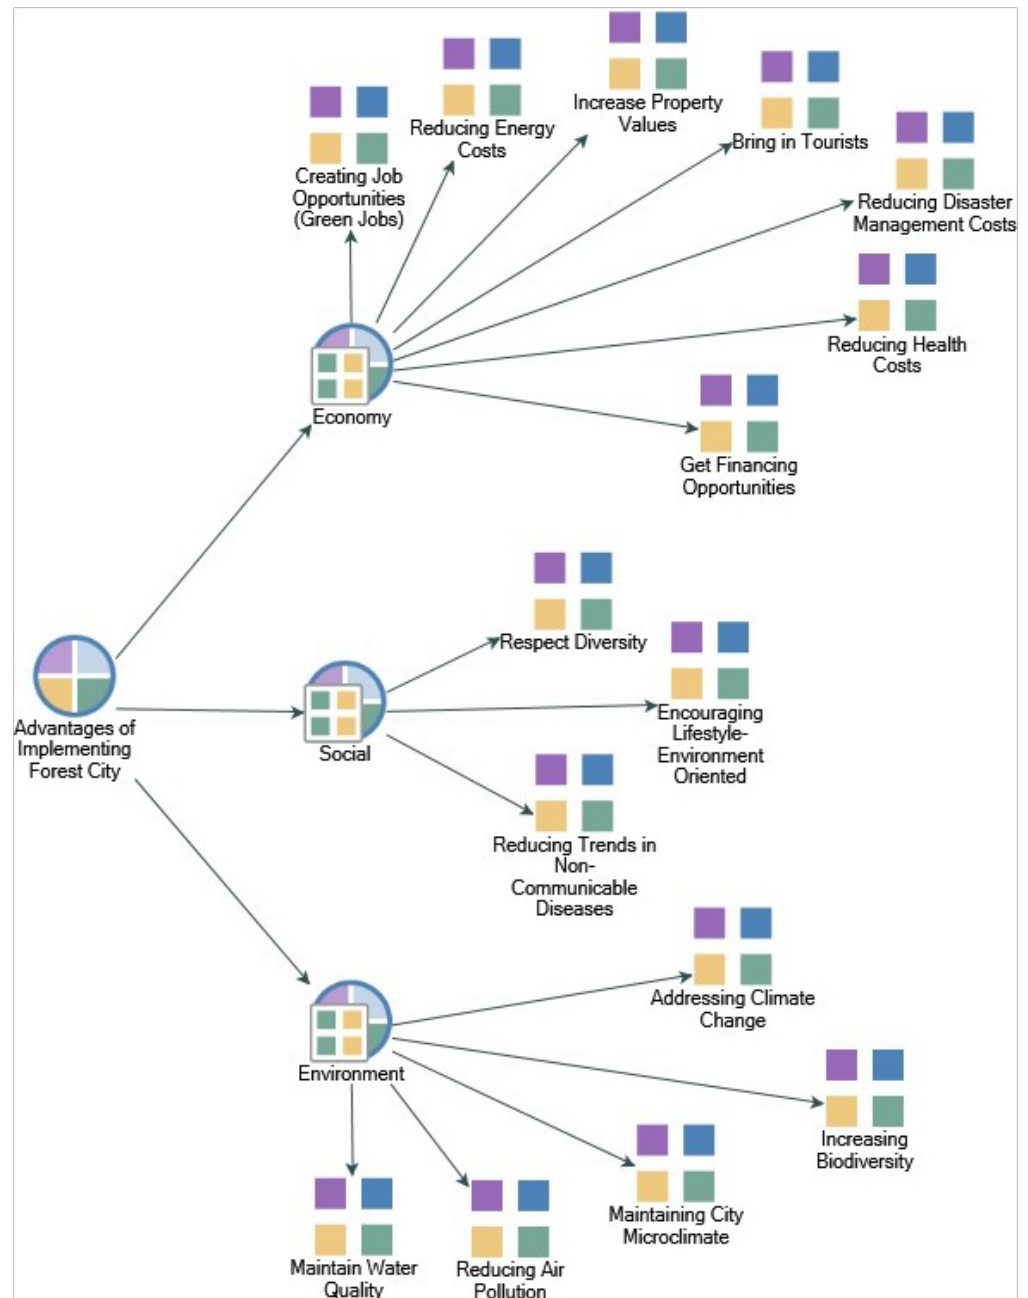 Increase Property
Values
Reducing Energy
Costs
Bring in Tourists
Creating Job
Opportunities
(Green Jobs)
Reducing Disaster
Management Costs
Reducing Health
Costs
Economy
Get Financing
Opportunities
Respect Diversity
Advantages of
Implementing
Forest City
Social
Encouraging
Lifestyle-
Environment
Oriented
Reducing Trends in
Non-
Communicable
Diseases
Addressing Climate
Change
Environment
Increasing
Biodiversity
Maintaining City
Microclimate
Maintain Water
Quality
Reducing Air
Pollution